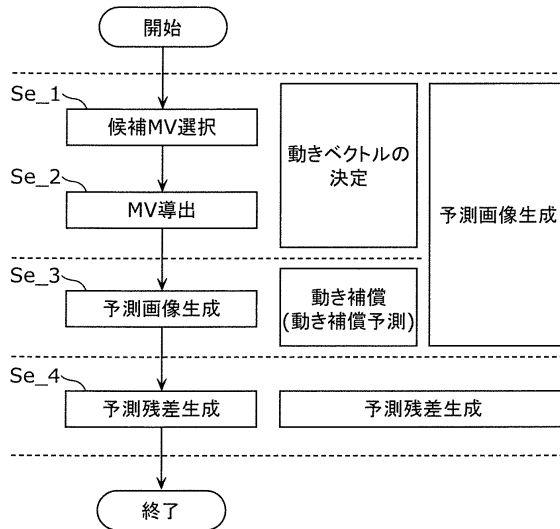 開始
Se_1
候補MV選択
Se_2
MV導出
動きベクトルの
決定
予測画像生成
Se_3
予測画像生成
動き補償
(動き補償予測)
Se_4
予測残差生成
予測残差生成
終了